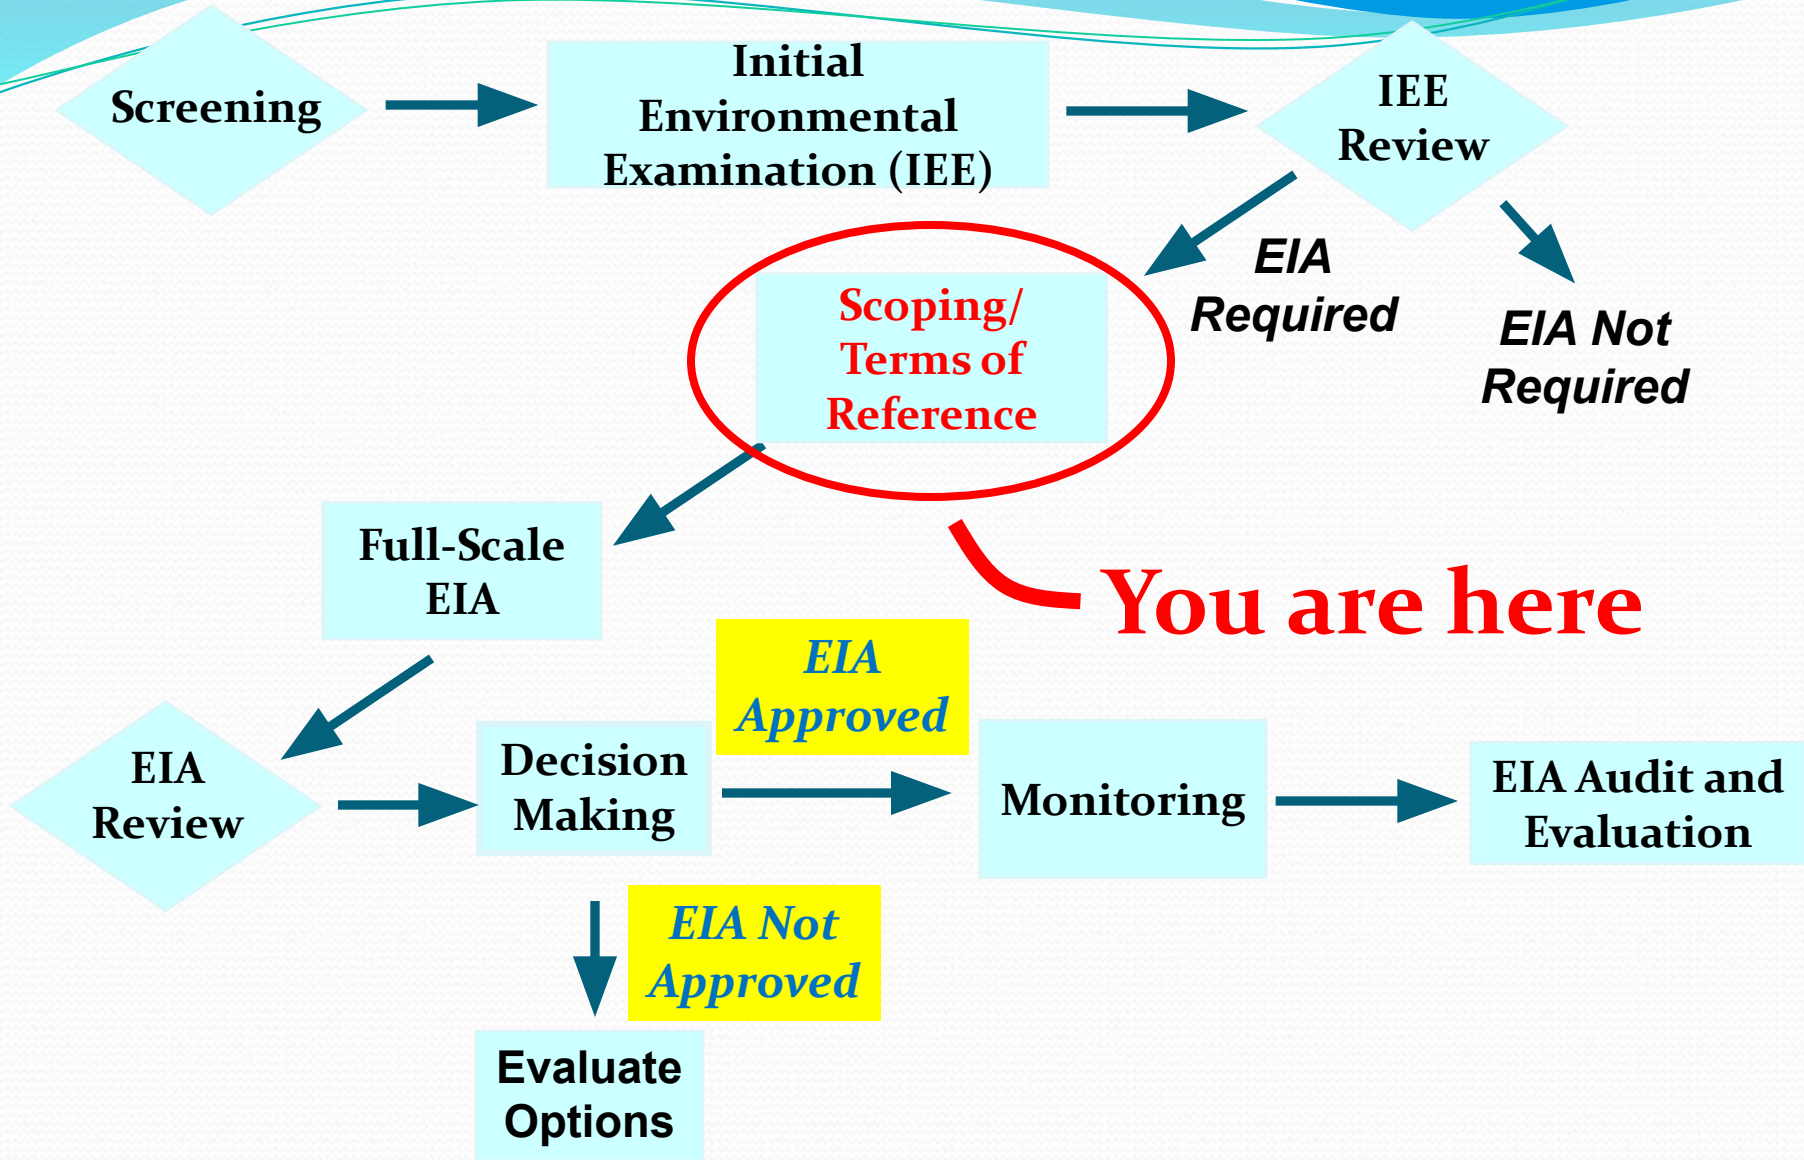 Screening
Initial
Environmental
Examination (IEE)
IEE
Review
EIA
Required
EIA Not
Required
Scoping/
Terms of
Reference
Full-Scale
EIA
You are here
EIA
Review
Decision
Making
EIA
Approved
Monitoring
EIA Audit and
Evaluation
EIA Not
Approved
Evaluate
Options